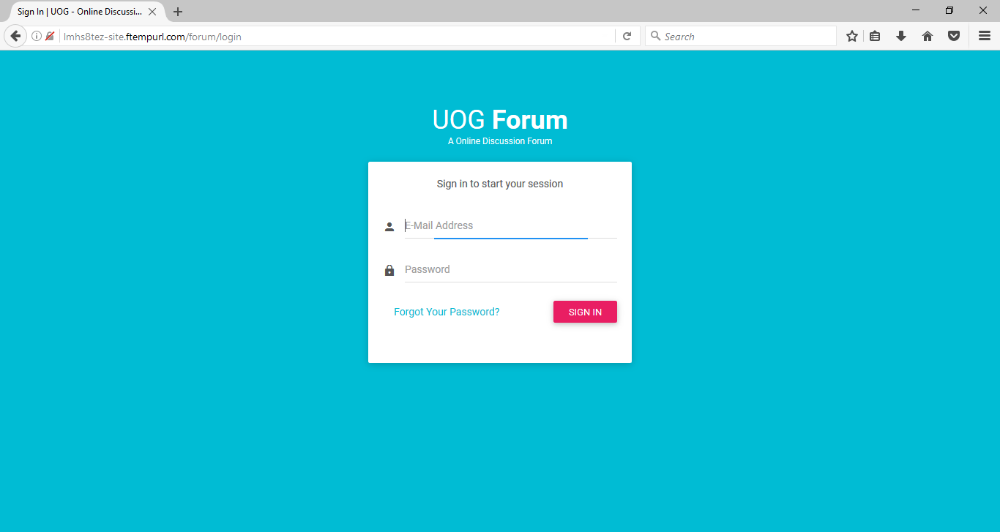 Sign In | UOG - Online Discussi...
lmhs8tez-site.ftempurl.com/forum/login
Search
UOG Forum
A Online Discussion Forum
Sign in to start your session
E-Mail Address
Password
Forgot Your Password?
SIGN IN